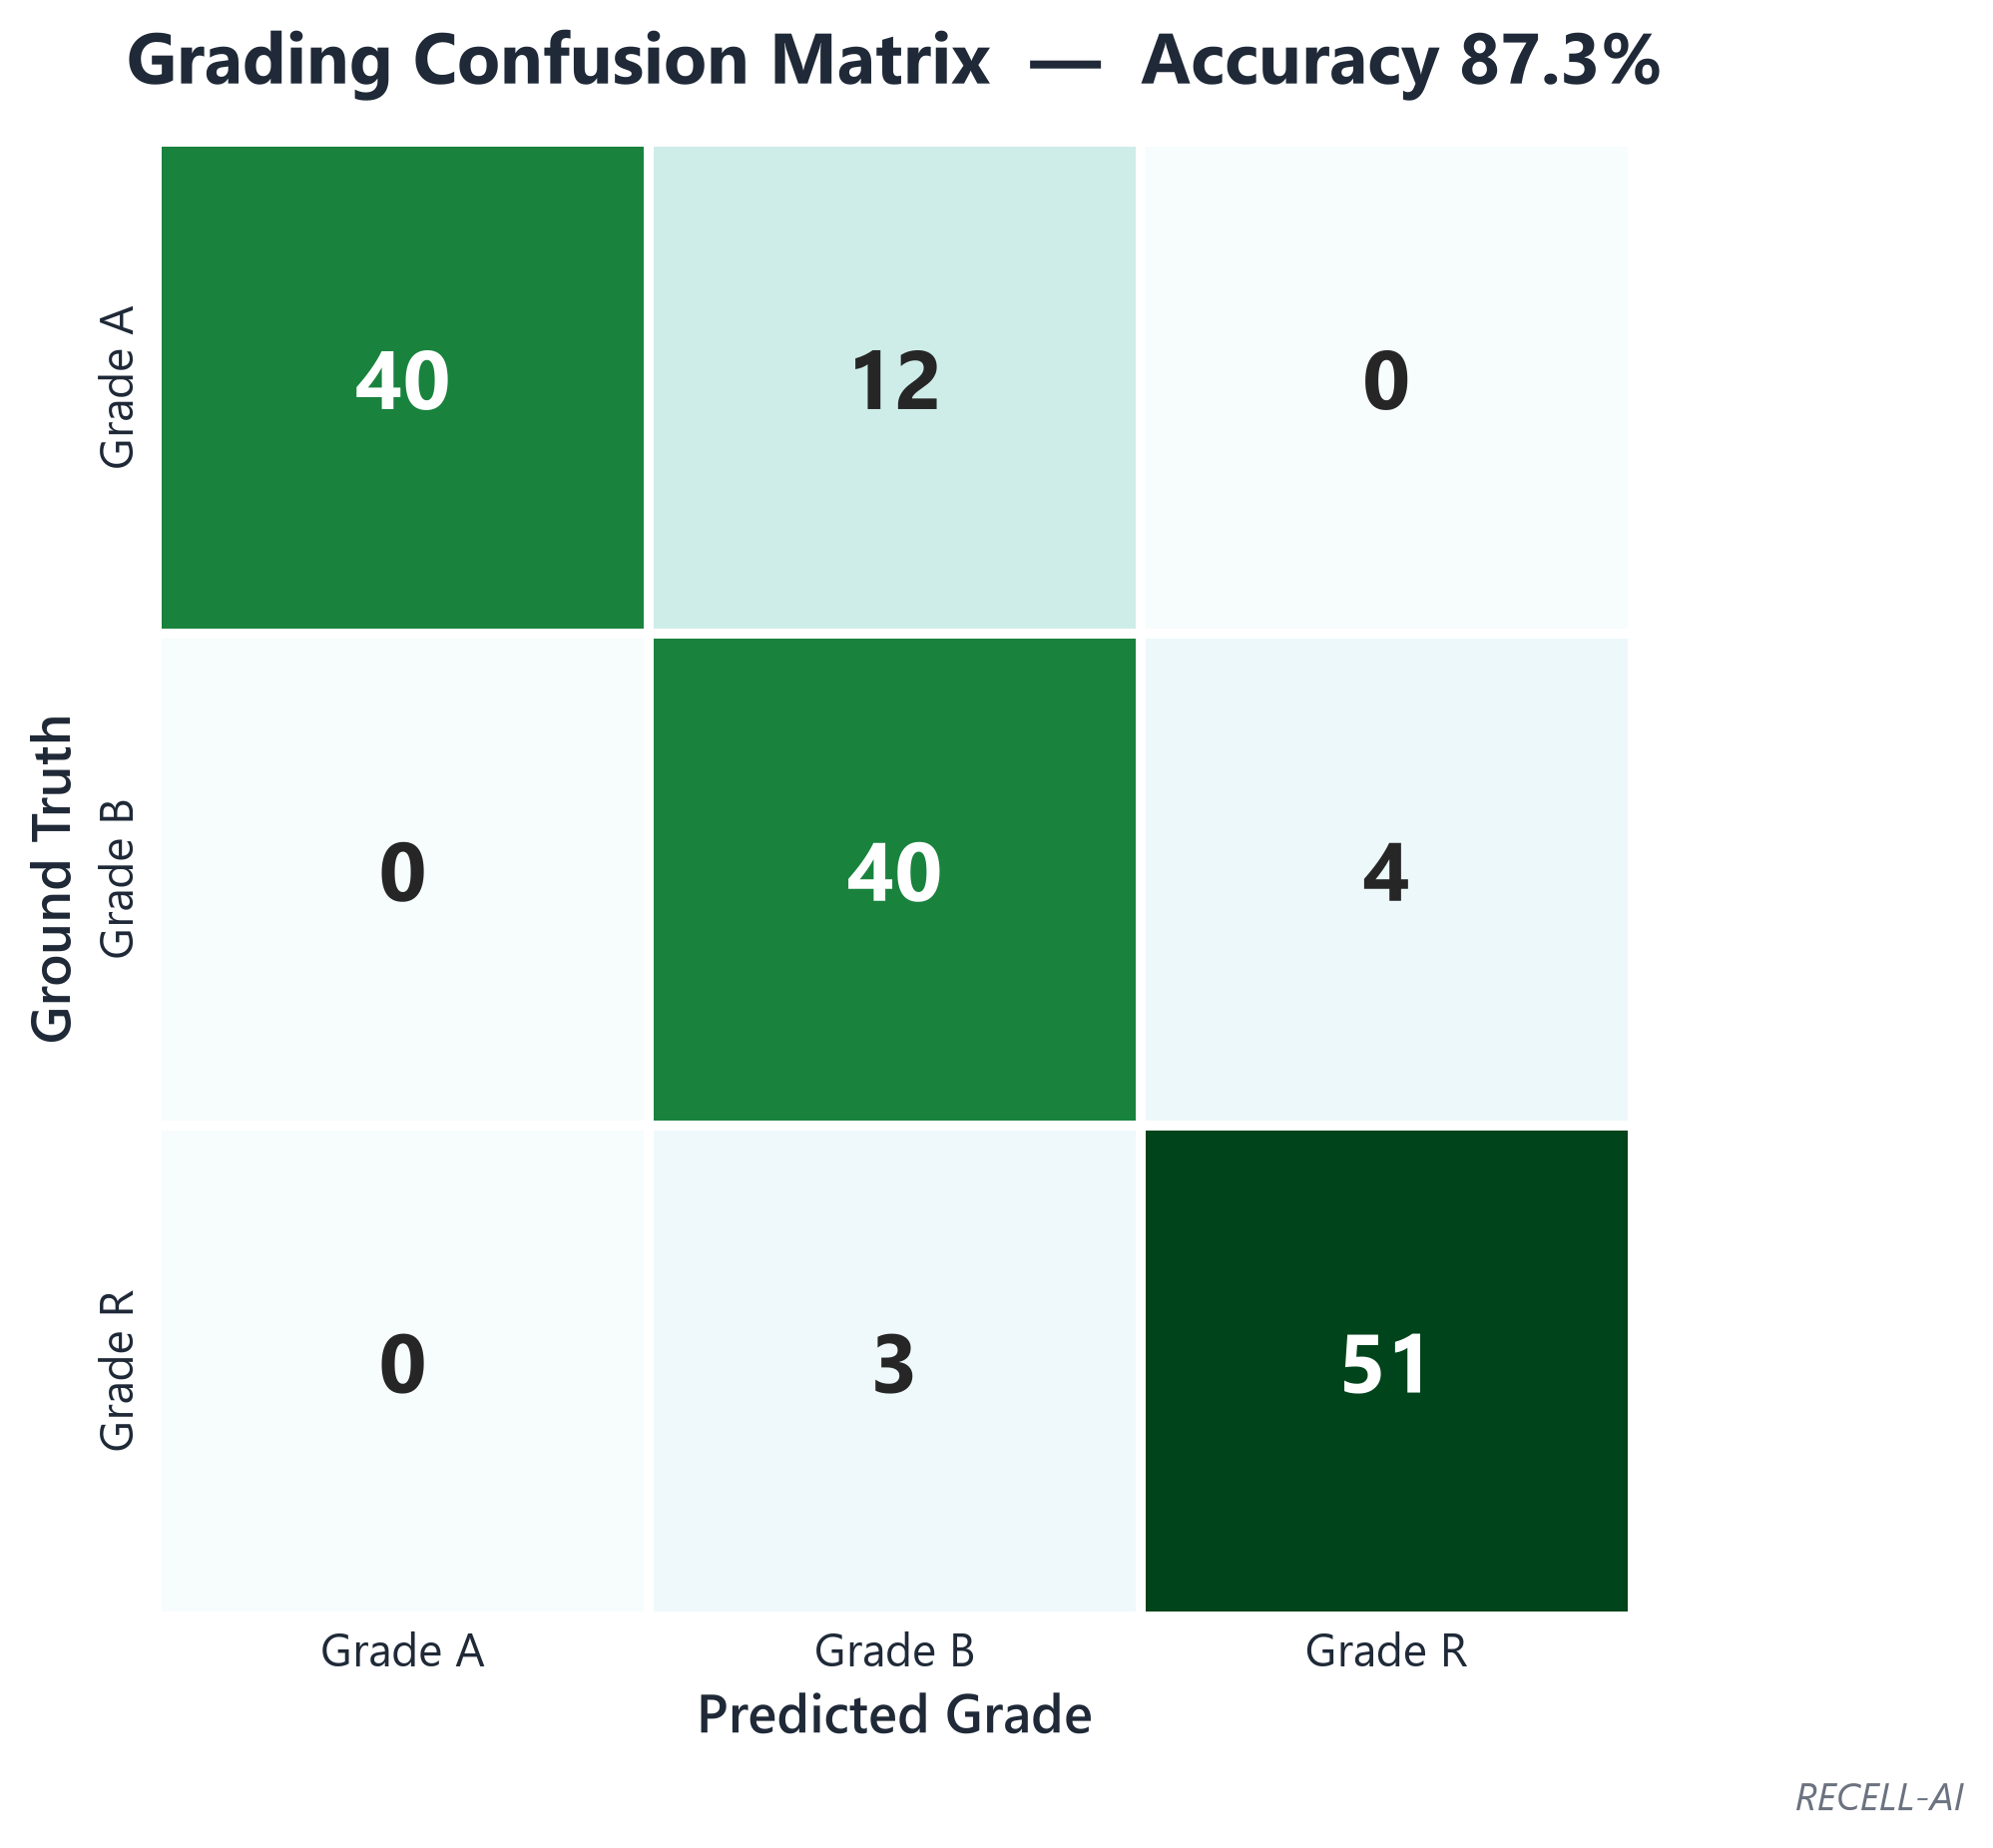 Grading Confusion Matrix — Accuracy 87.3%
Ground Truth
Grade A
40 12 0
Grade B
0 40 4
Grade R
0 3 51
Grade A Grade B Grade R
Predicted Grade
RECELL-AI